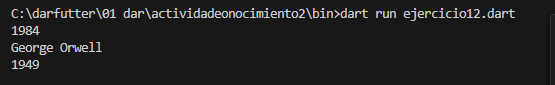 C:\darfutter\01 dar\actividadeonocimiento2\bin>dart run ejercicio12.dart
1984
George Orwell
1949